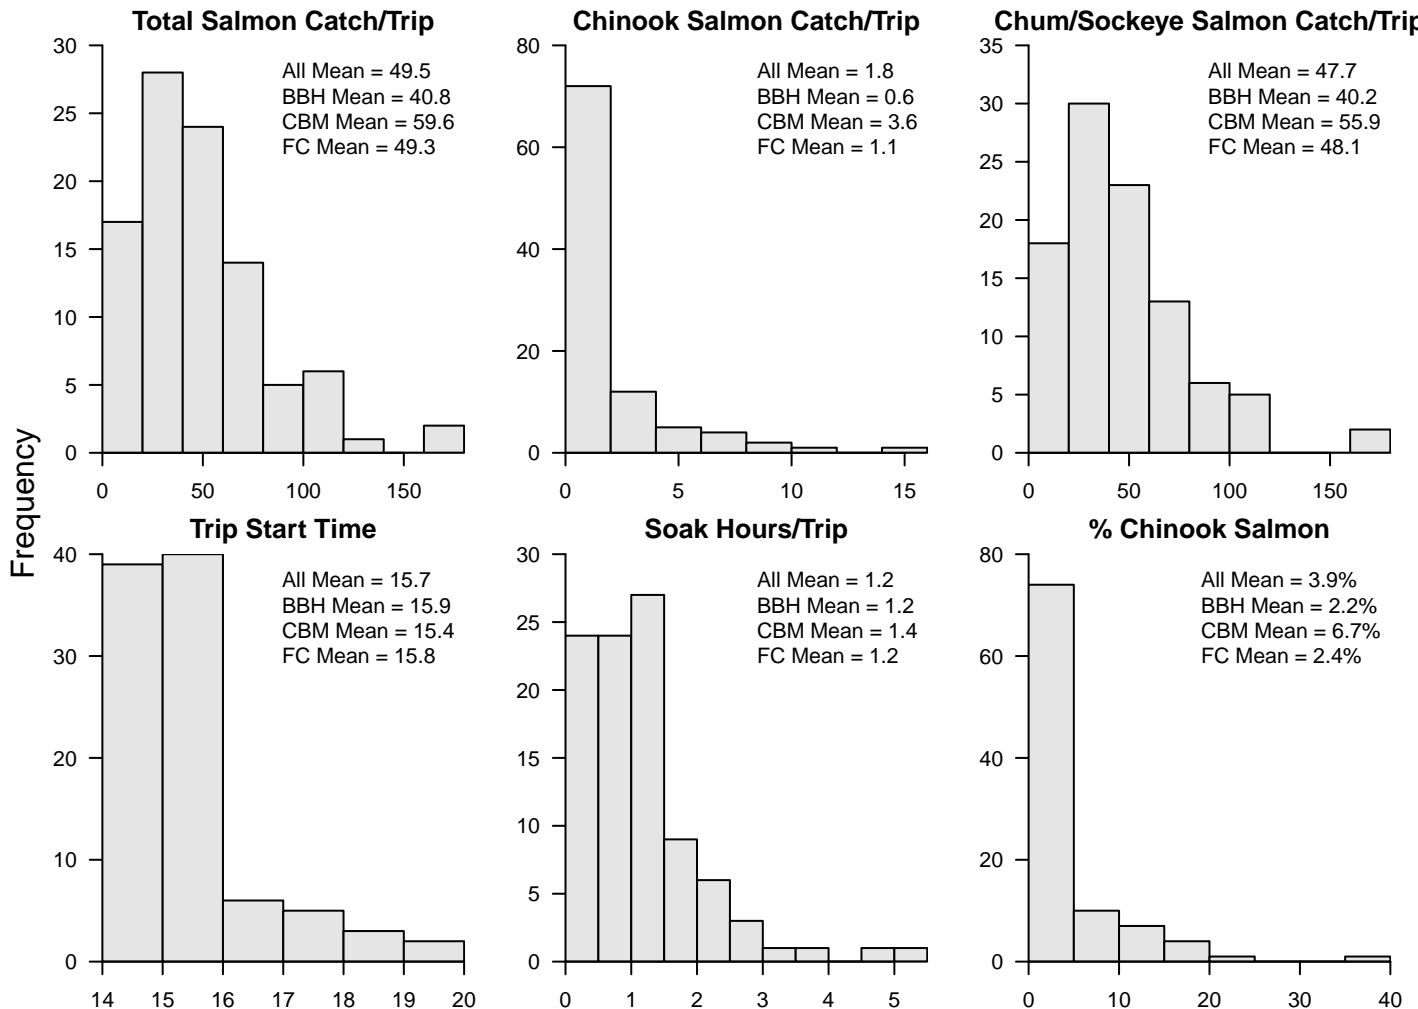 Total Salmon Catch/Trip
30
25
20
15
10
5
0
All Mean = 49.5
BBH Mean = 40.8
CBM Mean = 59.6
FC Mean = 49.3
0 50 100 150
Chinook Salmon Catch/Trip
80
60
40
20
0
All Mean = 1.8
BBH Mean = 0.6
CBM Mean = 3.6
FC Mean = 1.1
0 5 10 15
Chum/Sockeye Salmon Catch/Trip
35
30
25
20
15
10
5
0
All Mean = 47.7
BBH Mean = 40.2
CBM Mean = 55.9
FC Mean = 48.1
0 50 100 150
Frequency
Trip Start Time
40
30
20
10
0
All Mean = 15.7
BBH Mean = 15.9
CBM Mean = 15.4
FC Mean = 15.8
14 15 16 17 18 19 20
Soak Hours/Trip
30
25
20
15
10
5
0
All Mean = 1.2
BBH Mean = 1.2
CBM Mean = 1.4
FC Mean = 1.2
0 1 2 3 4 5
% Chinook Salmon
80
60
40
20
0
All Mean = 3.9%
BBH Mean = 2.2%
CBM Mean = 6.7%
FC Mean = 2.4%
0 10 20 30 40